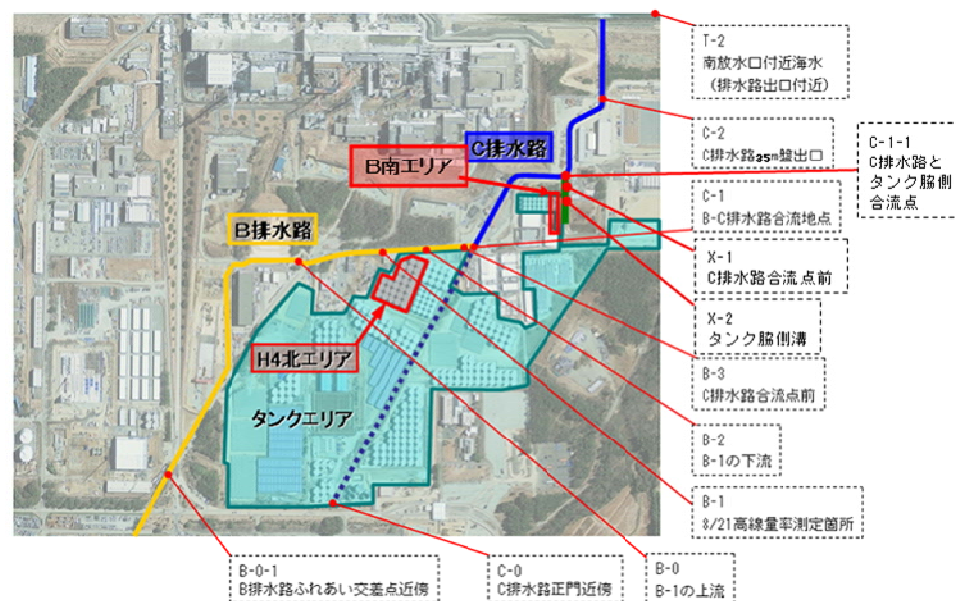 T-2
南放水口付近海水
（排水路出口付近）
C-2
C排水路35m盤出口
C-1-1
C排水路と
タンク脇側
合流点
C-1
B-C排水路合流地点
X-1
C排水路合流点前
X-2
タンク脇側溝
B-3
C排水路合流点前
B-2
B-1の下流
B-1
8/21高線量率測定箇所
B-0
B-1の上流
C-0
C排水路正門近傍
B-0-1
B排水路ふれあい交差点近傍
C排水路
B南エリア
B排水路
H4北エリア
タンクエリア